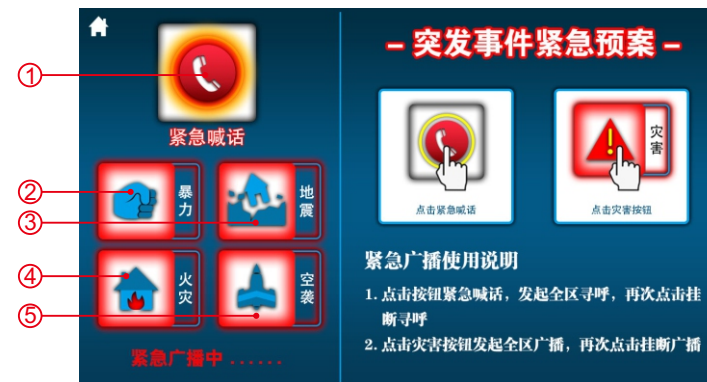 ①
紧急喊话
② 暴力
③ 地震
④ 火灾
⑤ 空袭
紧急广播中......
– 突发事件紧急预案 –
灾害
点击紧急喊话
点击灾害按钮
紧急广播使用说明
1. 点击按钮紧急喊话，发起全区寻呼，再次点击挂
断寻呼
2. 点击灾害按钮发起全区广播，再次点击挂断广播